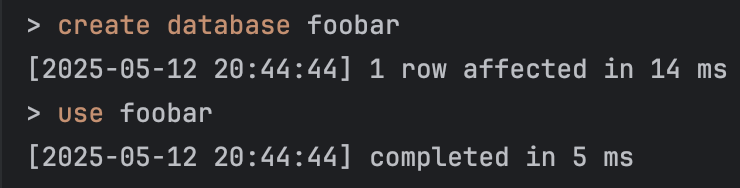 > create database foobar
[2025-05-12 20:44:44] 1 row affected in 14 ms
> use foobar
[2025-05-12 20:44:44] completed in 5 ms